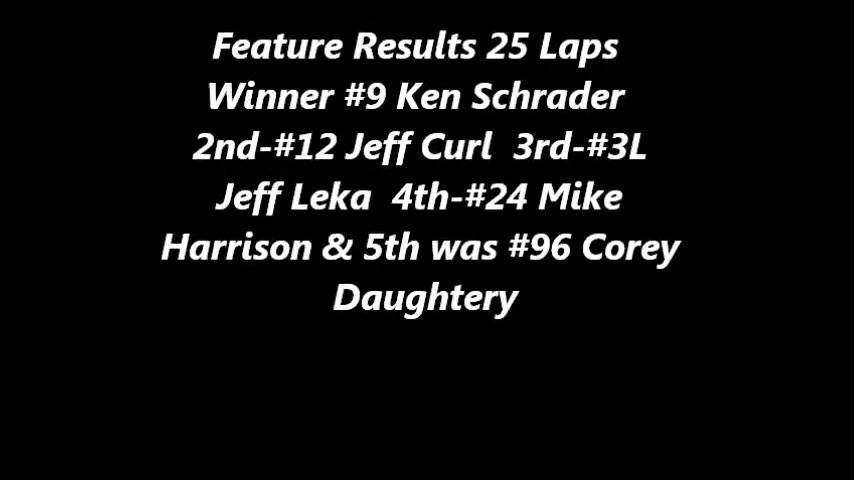 Feature Results 25 Laps
Winner #9 Ken Schrader
2nd-#12 Jeff Curl  3rd-#3L
Jeff Leka  4th-#24 Mike
Harrison & 5th was #96 Corey
Daughtery